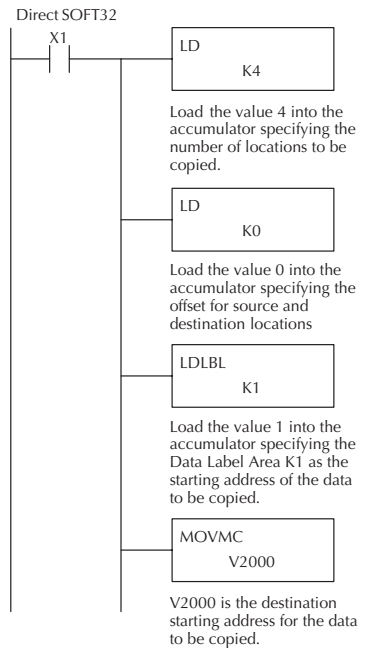 Direct SOFT32
X1
LD
K4
Load the value 4 into the
accumulator specifying the
number of locations to be
copied.
LD
K0
Load the value 0 into the
accumulator specifying the
offset for source and
destination locations
LDLBL
K1
Load the value 1 into the
accumulator specifying the
Data Label Area K1 as the
starting address of the data
to be copied.
MOVMC
V2000
V2000 is the destination
starting address for the data
to be copied.